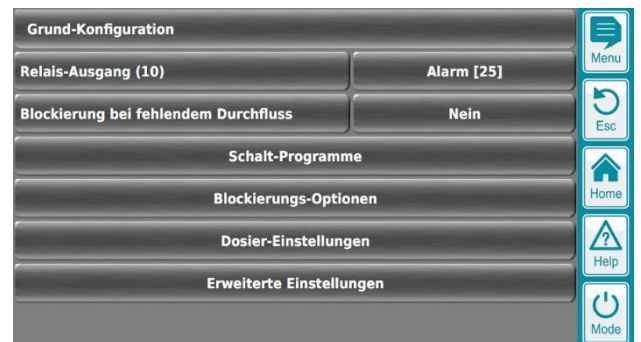 Grund-Konfiguration
Relais-Ausgang (10) Alarm [25]
Blockierung bei fehlendem Durchfluss Nein
Schalt-Programme
Blockierungs-Optionen
Dosier-Einstellungen
Erweiterte Einstellungen
Menu
Esc
Home
?
Help
Mode